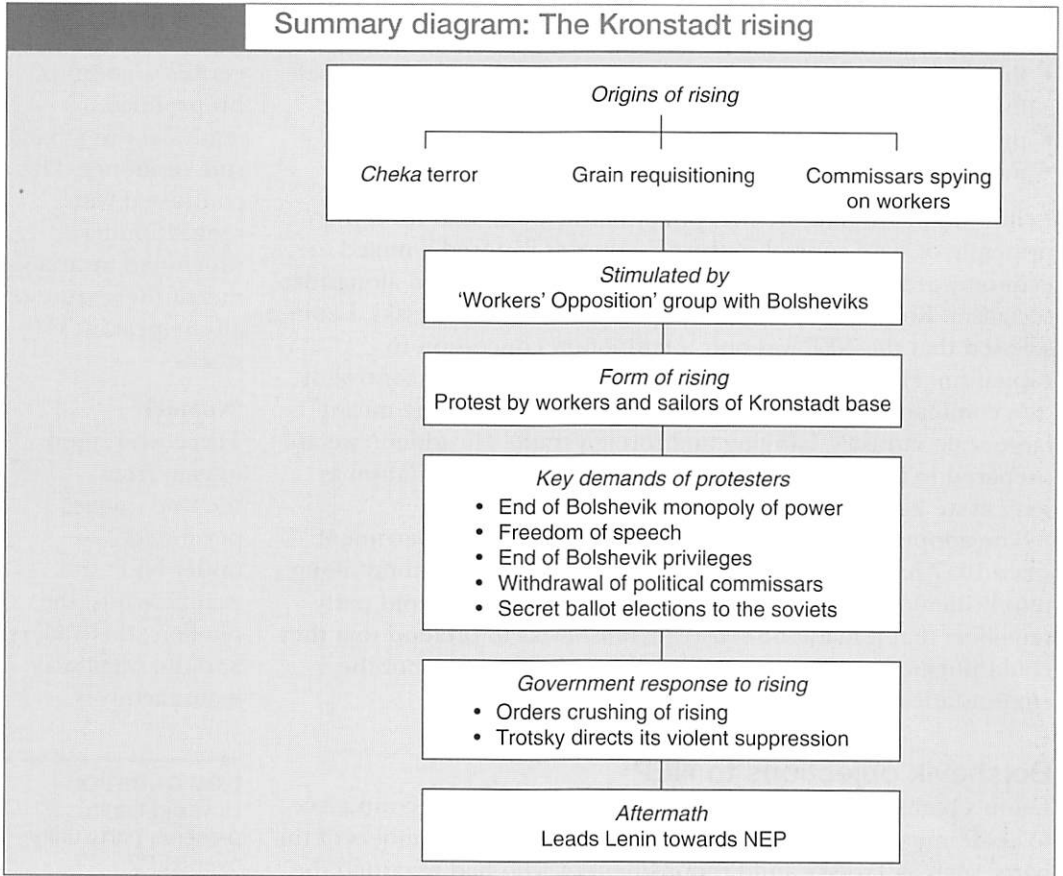 Summary diagram: The Kronstadt rising
Origins of rising
Cheka terror
Grain requisitioning
Commissars spying
on workers
Stimulated by
'Workers' Opposition' group with Bolsheviks
Form of rising
Protest by workers and sailors of Kronstadt base
Key demands of protesters
• End of Bolshevik monopoly of power
• Freedom of speech
• End of Bolshevik privileges
• Withdrawal of political commissars
• Secret ballot elections to the soviets
Government response to rising
• Orders crushing of rising
• Trotsky directs its violent suppression
Aftermath
Leads Lenin towards NEP